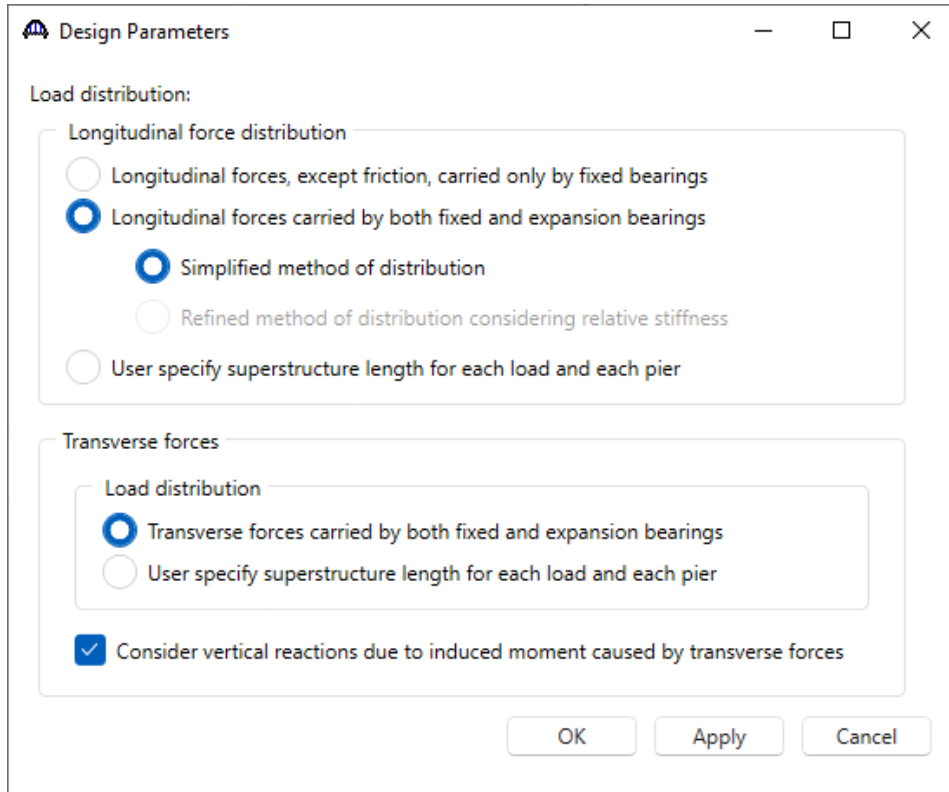 Design Parameters
Load distribution:
Longitudinal force distribution
Longitudinal forces, except friction, carried only by fixed bearings
Longitudinal forces carried by both fixed and expansion bearings
Simplified method of distribution
Refined method of distribution considering relative stiffness
User specify superstructure length for each load and each pier
Transverse forces
Load distribution
Transverse forces carried by both fixed and expansion bearings
User specify superstructure length for each load and each pier
Consider vertical reactions due to induced moment caused by transverse forces
OK Apply Cancel